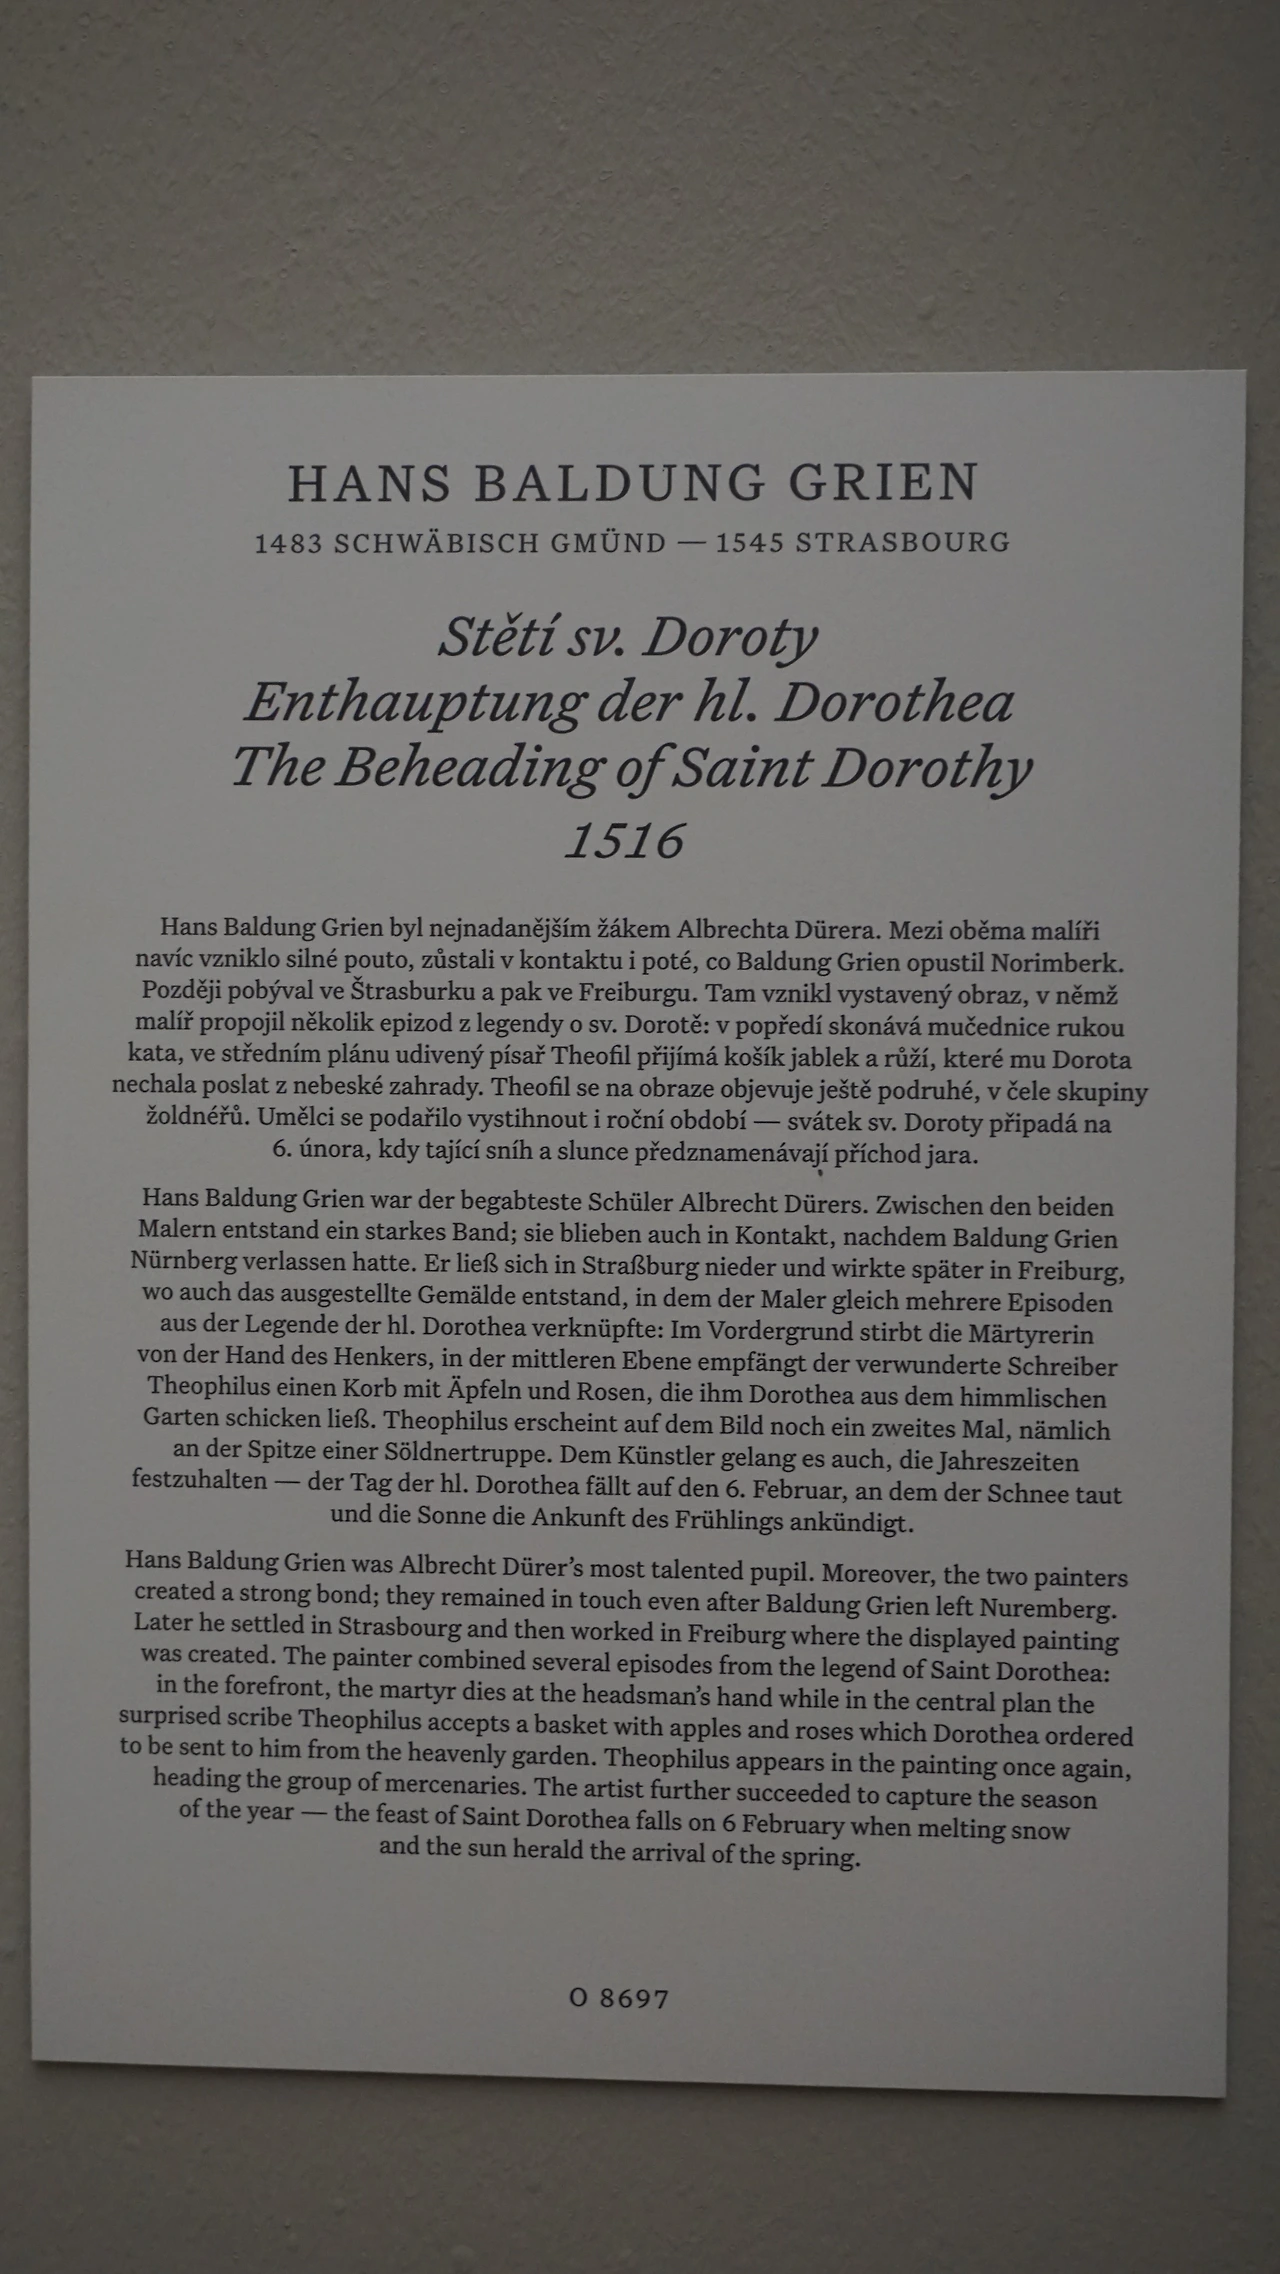 HANS BALDUNG GRIEN
1483 SCHWÄBISCH GMÜND — 1545 STRASBOURG
Stětí sv. Doroty
Enthauptung der hl. Dorothea
The Beheading of Saint Dorothy
1516
Hans Baldung Grien byl nejnadanějším žákem Albrechta Dürera. Mezi oběma malíři
navíc vzniklo silné pouto, zůstali v kontaktu i poté, co Baldung Grien opustil Norimberk.
Později pobýval ve Štrasburku a pak ve Freiburgu. Tam vznikl vystavený obraz, v němž
malíř propojil několik epizod z legendy o sv. Dorotě: v popředí skonává mučednice rukou
kata, ve středním plánu udivený písař Theofil přijímá košík jablek a růží, které mu Dorota
nechala poslat z nebeské zahrady. Theofil se na obraze objevuje ještě podruhé, v čele skupiny
žoldnéřů. Umělci se podařilo vystihnout i roční období — svátek sv. Doroty připadá na
6. února, kdy tající sníh a slunce předznamenávají příchod jara.
Hans Baldung Grien war der begabteste Schüler Albrecht Dürers. Zwischen den beiden
Malern entstand ein starkes Band; sie blieben auch in Kontakt, nachdem Baldung Grien
Nürnberg verlassen hatte. Er ließ sich in Straßburg nieder und wirkte später in Freiburg,
wo auch das ausgestellte Gemälde entstand, in dem der Maler gleich mehrere Episoden
aus der Legende der hl. Dorothea verknüpfte: Im Vordergrund stirbt die Märtyrerin
von der Hand des Henkers, in der mittleren Ebene empfängt der verwunderte Schreiber
Theophilus einen Korb mit Äpfeln und Rosen, die ihm Dorothea aus dem himmlischen
Garten schicken ließ. Theophilus erscheint auf dem Bild noch ein zweites Mal, nämlich
an der Spitze einer Söldnertruppe. Dem Künstler gelang es auch, die Jahreszeiten
festzuhalten — der Tag der hl. Dorothea fällt auf den 6. Februar, an dem der Schnee taut
und die Sonne die Ankunft des Frühlings ankündigt.
Hans Baldung Grien was Albrecht Dürer’s most talented pupil. Moreover, the two painters
created a strong bond; they remained in touch even after Baldung Grien left Nuremberg.
Later he settled in Strasbourg and then worked in Freiburg where the displayed painting
was created. The painter combined several episodes from the legend of Saint Dorothea:
in the forefront, the martyr dies at the headsman’s hand while in the central plan the
surprised scribe Theophilus accepts a basket with apples and roses which Dorothea ordered
to be sent to him from the heavenly garden. Theophilus appears in the painting once again,
heading the group of mercenaries. The artist further succeeded to capture the season
of the year — the feast of Saint Dorothea falls on 6 February when melting snow
and the sun herald the arrival of the spring.
O 8697